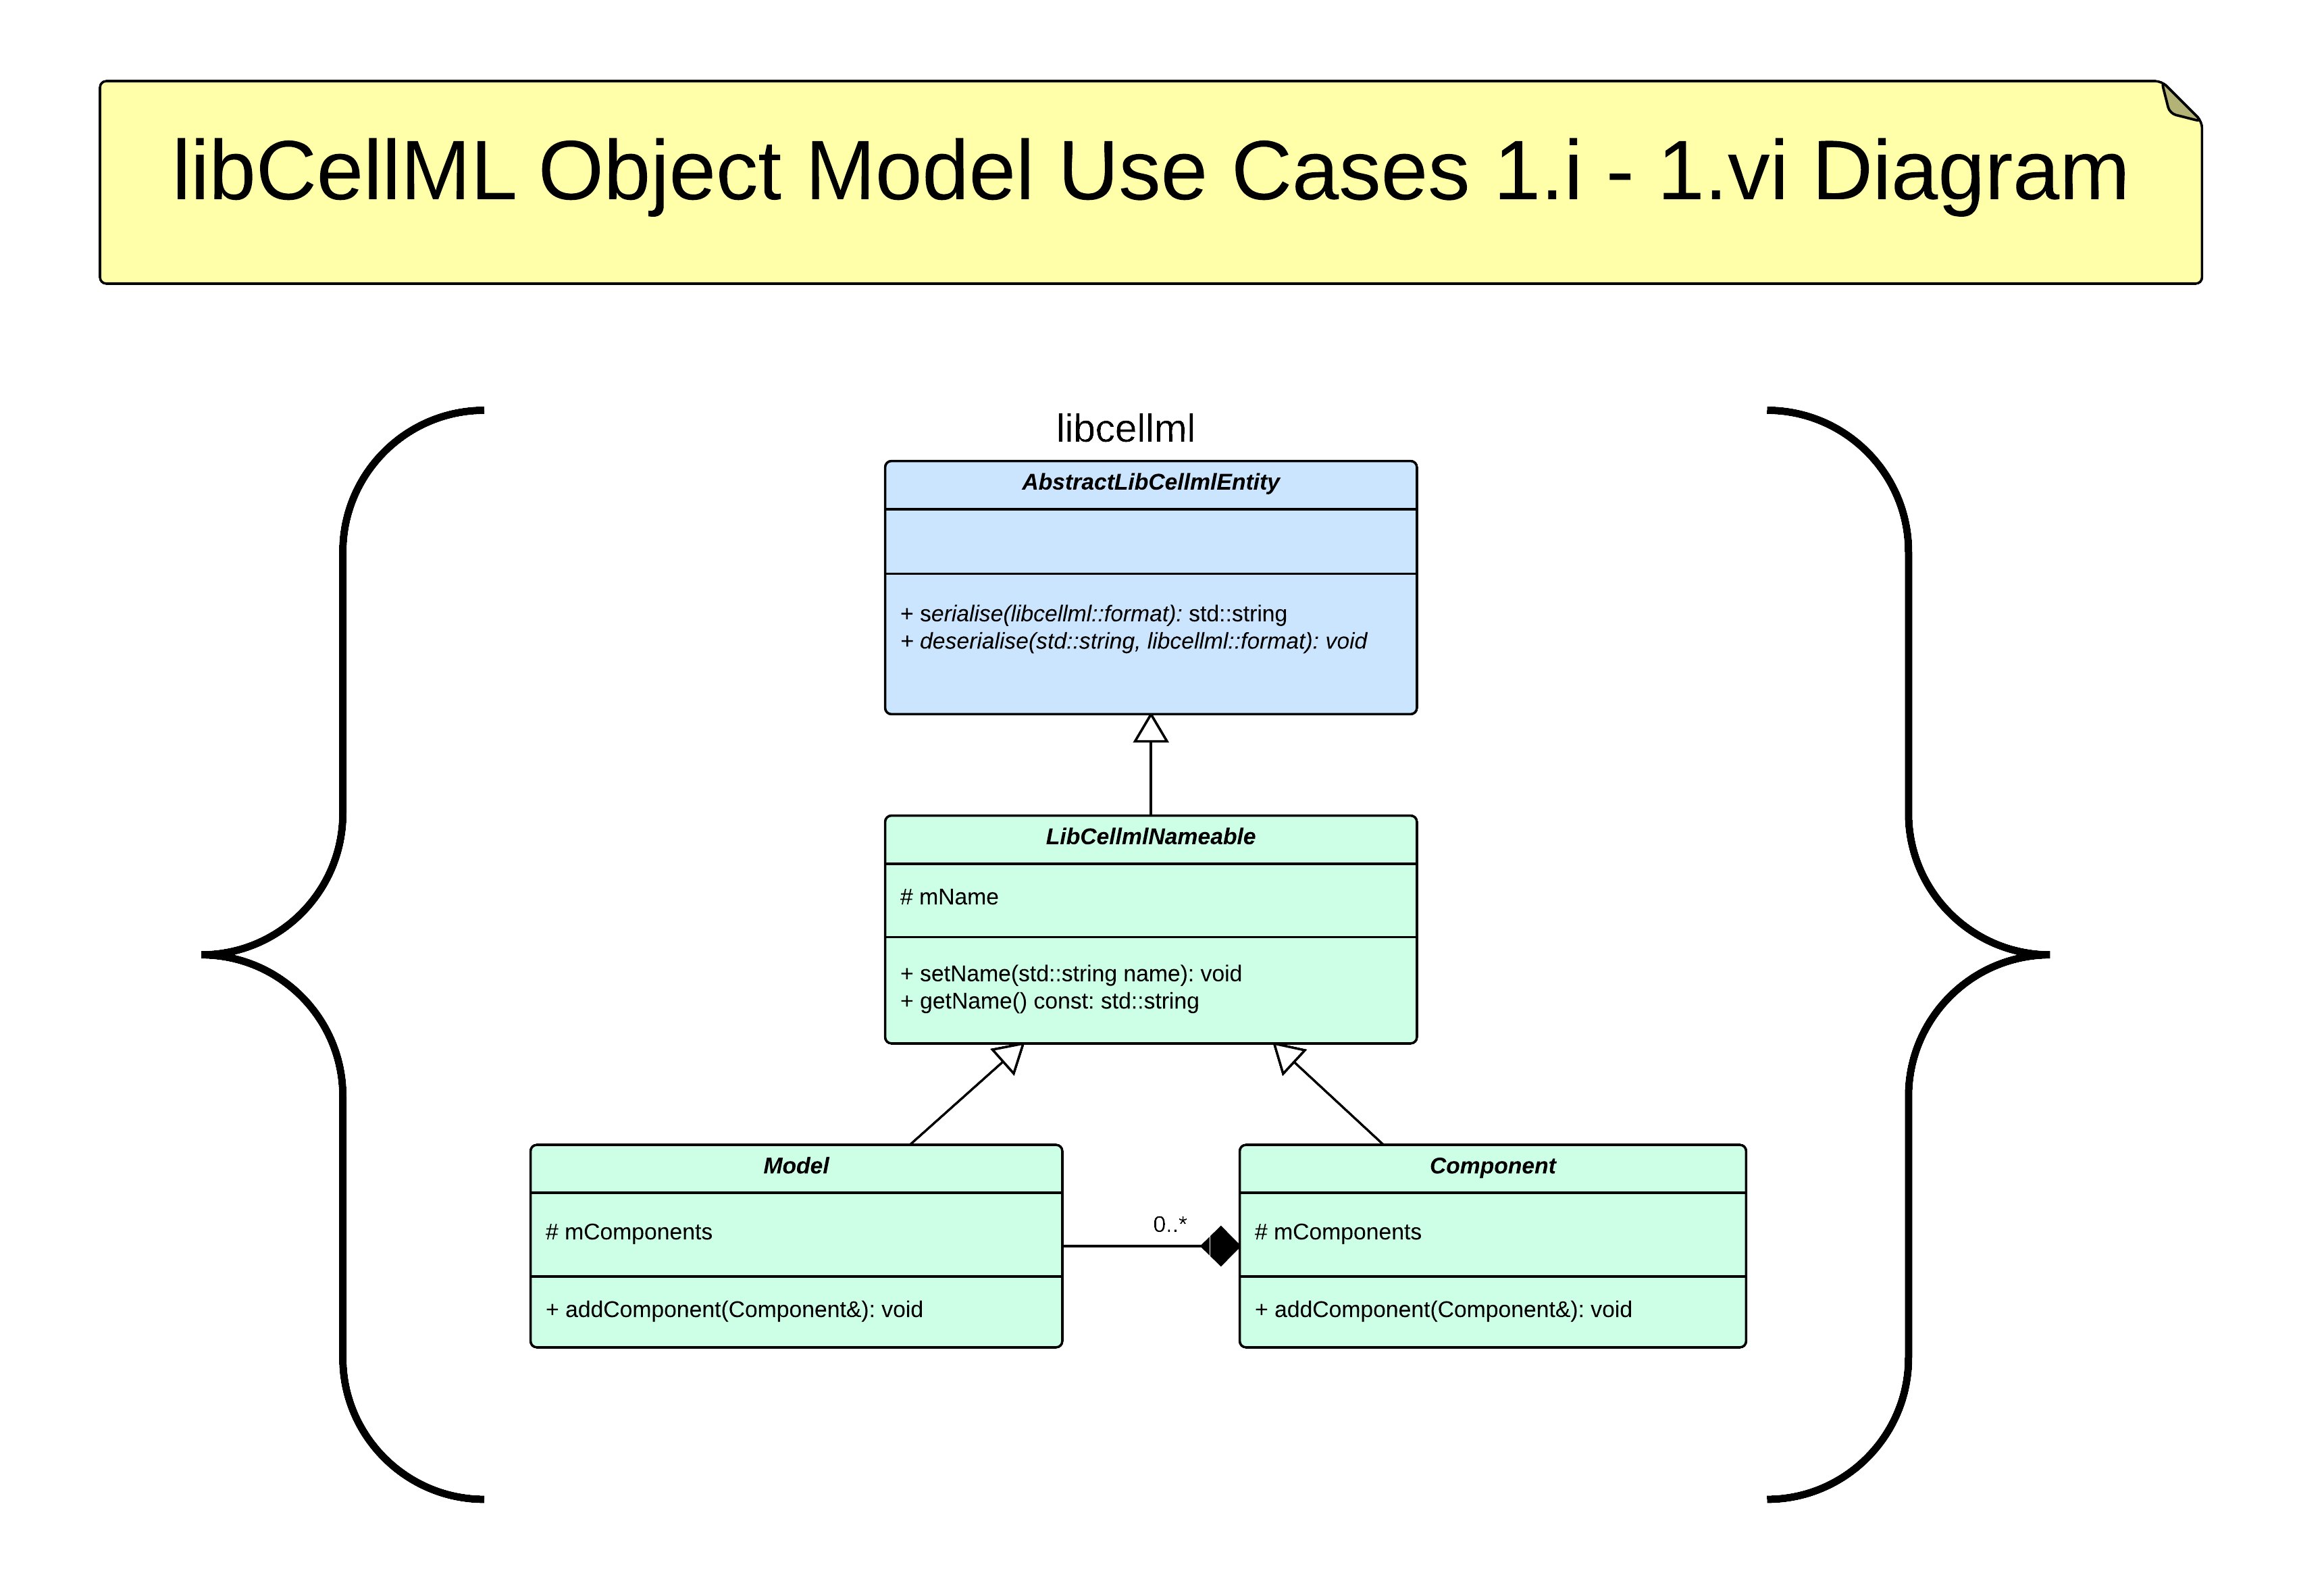 libCellML Object Model Use Cases 1.i - 1.vi Diagram
libcellml
AbstractLibCellmlEntity
+ serialise(libcellml::format): std::string
+ deserialise(std::string, libcellml::format): void
LibCellmlNameable
# mName
+ setName(std::string name): void
+ getName() const: std::string
Model
# mComponents
+ addComponent(Component&): void
0..*
Component
# mComponents
+ addComponent(Component&): void